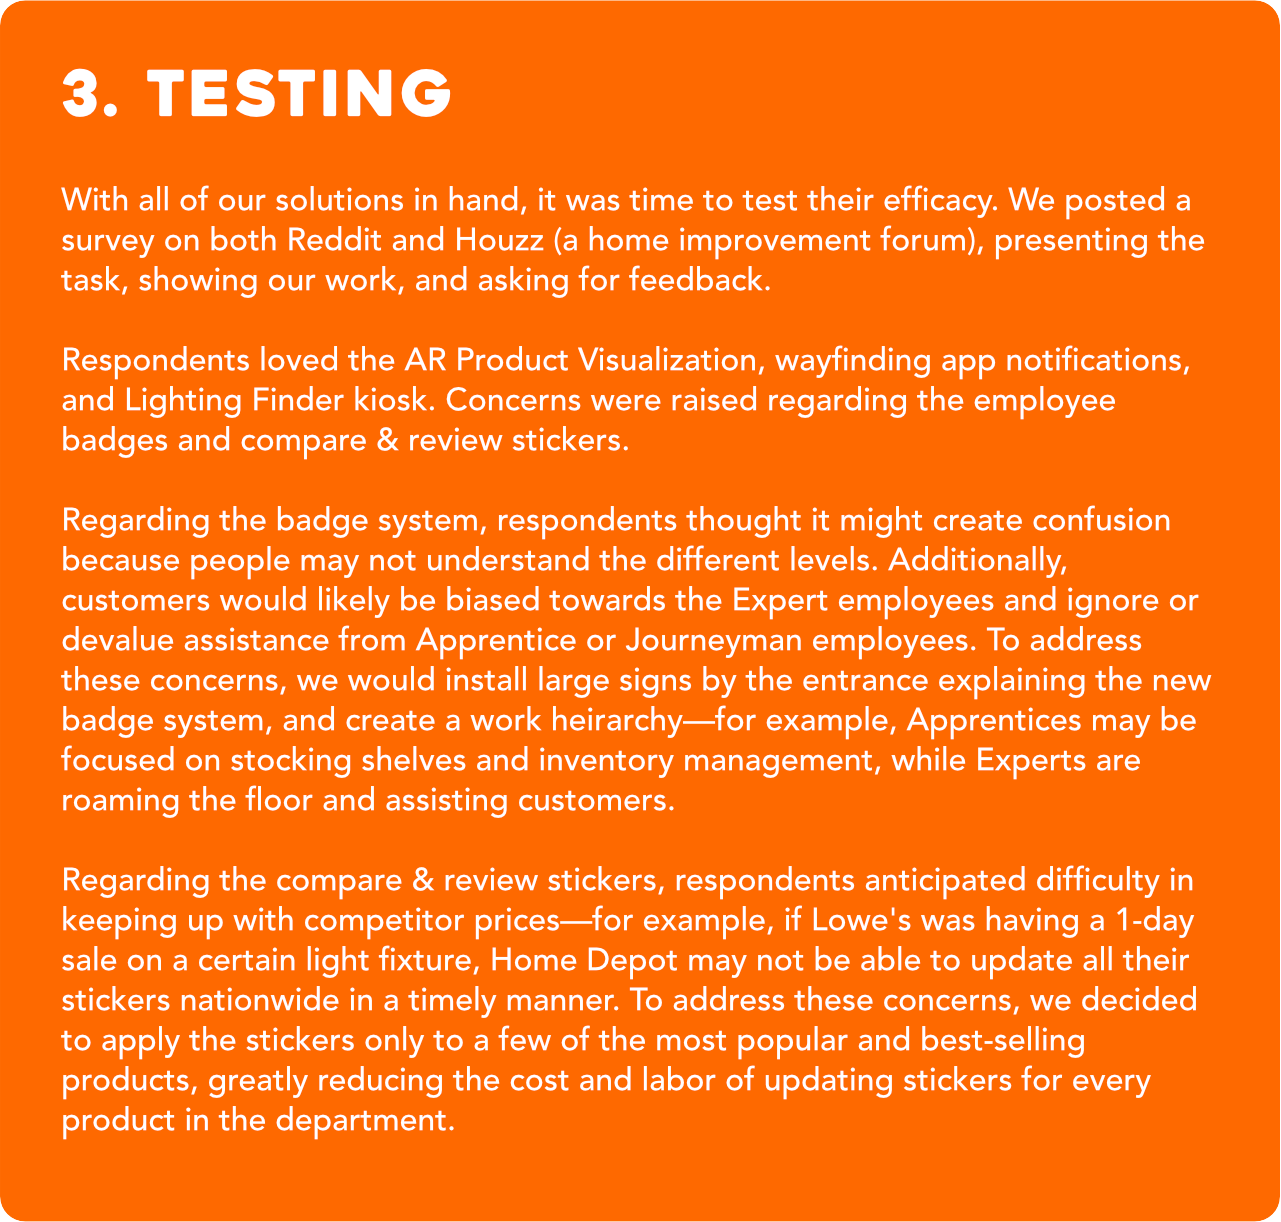 3. TESTING
With all of our solutions in hand, it was time to test their efficacy. We posted a
survey on both Reddit and Houzz (a home improvement forum), presenting the
task, showing our work, and asking for feedback.
Respondents loved the AR Product Visualization, wayfinding app notifications,
and Lighting Finder kiosk. Concerns were raised regarding the employee
badges and compare & review stickers.
Regarding the badge system, respondents thought it might create confusion
because people may not understand the different levels. Additionally,
customers would likely be biased towards the Expert employees and ignore or
devalue assistance from Apprentice or Journeyman employees. To address
these concerns, we would install large signs by the entrance explaining the new
badge system, and create a work heirarchy—for example, Apprentices may be
focused on stocking shelves and inventory management, while Experts are
roaming the floor and assisting customers.
Regarding the compare & review stickers, respondents anticipated difficulty in
keeping up with competitor prices—for example, if Lowe's was having a 1-day
sale on a certain light fixture, Home Depot may not be able to update all their
stickers nationwide in a timely manner. To address these concerns, we decided
to apply the stickers only to a few of the most popular and best-selling
products, greatly reducing the cost and labor of updating stickers for every
product in the department.